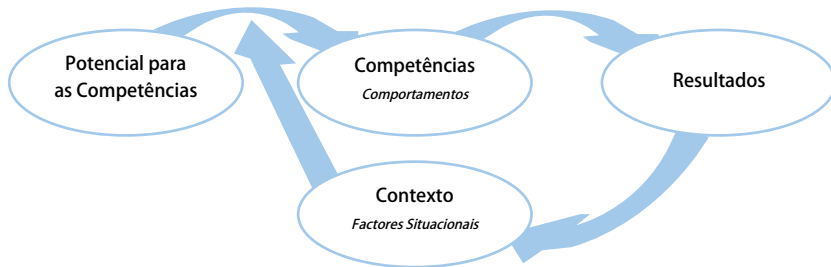 Potencial para
as Competências
Competências
Comportamentos
Resultados
Contexto
Factores Situacionais